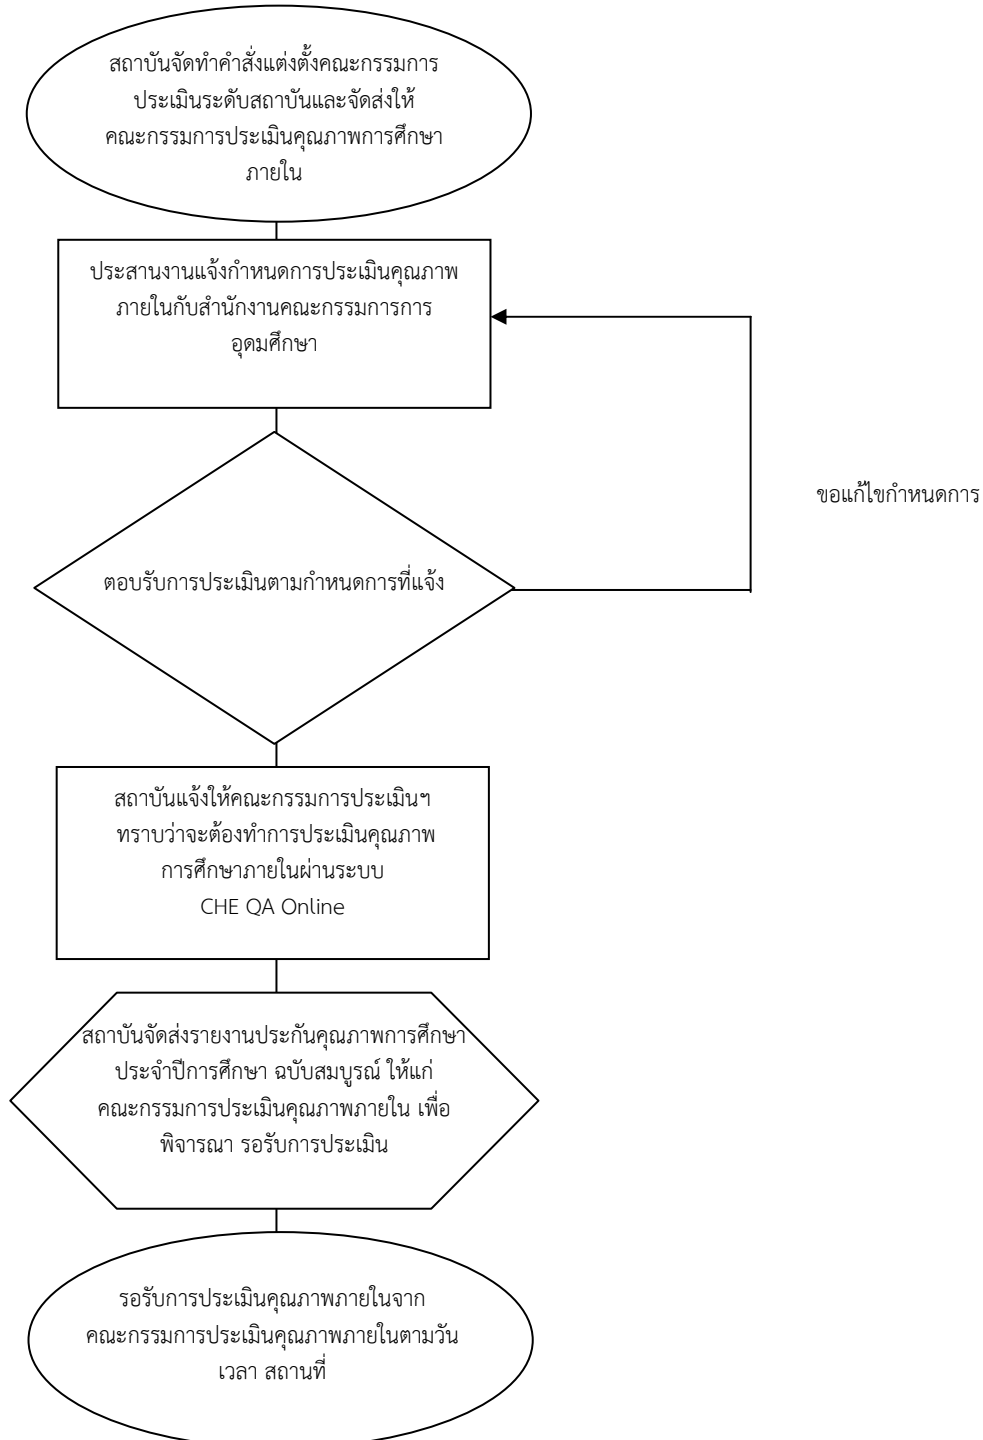 สถาบันจัดทำคำสั่งแต่งตั้งคณะกรรมการ
ประเมินระดับสถาบันและจัดส่งให้
คณะกรรมการประเมินคุณภาพการศึกษา
ภายใน
ประสานงานแจ้งกำหนดการประเมินคุณภาพ
ภายในกับสำนักงานคณะกรรมการการ
อุดมศึกษา
ขอแก้ไขกำหนดการ
ตอบรับการประเมินตามกำหนดการที่แจ้ง
สถาบันแจ้งให้คณะกรรมการประเมินฯ
ทราบว่าจะต้องทำการประเมินคุณภาพ
การศึกษาภายในผ่านระบบ
CHE QA Online
สถาบันจัดส่งรายงานประกันคุณภาพการศึกษา
ประจำปีการศึกษา ฉบับสมบูรณ์ ให้แก่
คณะกรรมการประเมินคุณภาพภายใน เพื่อ
พิจารณา รอรับการประเมิน
รอรับการประเมินคุณภาพภายในจาก
คณะกรรมการประเมินคุณภาพภายในตามวัน
เวลา สถานที่